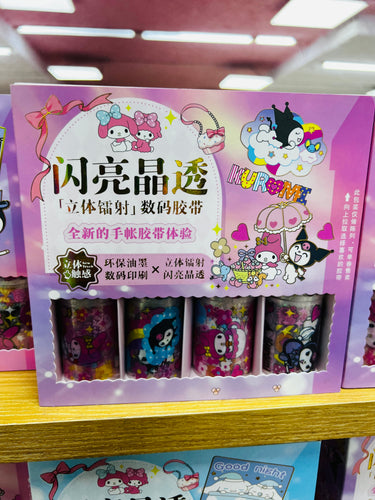 闪亮晶透
「立体镭射」数码胶带
全新的手帐胶带体验
立体
触感
环保油墨 × 立体镭射
数码印刷 闪亮晶透
KUROMI
Good night